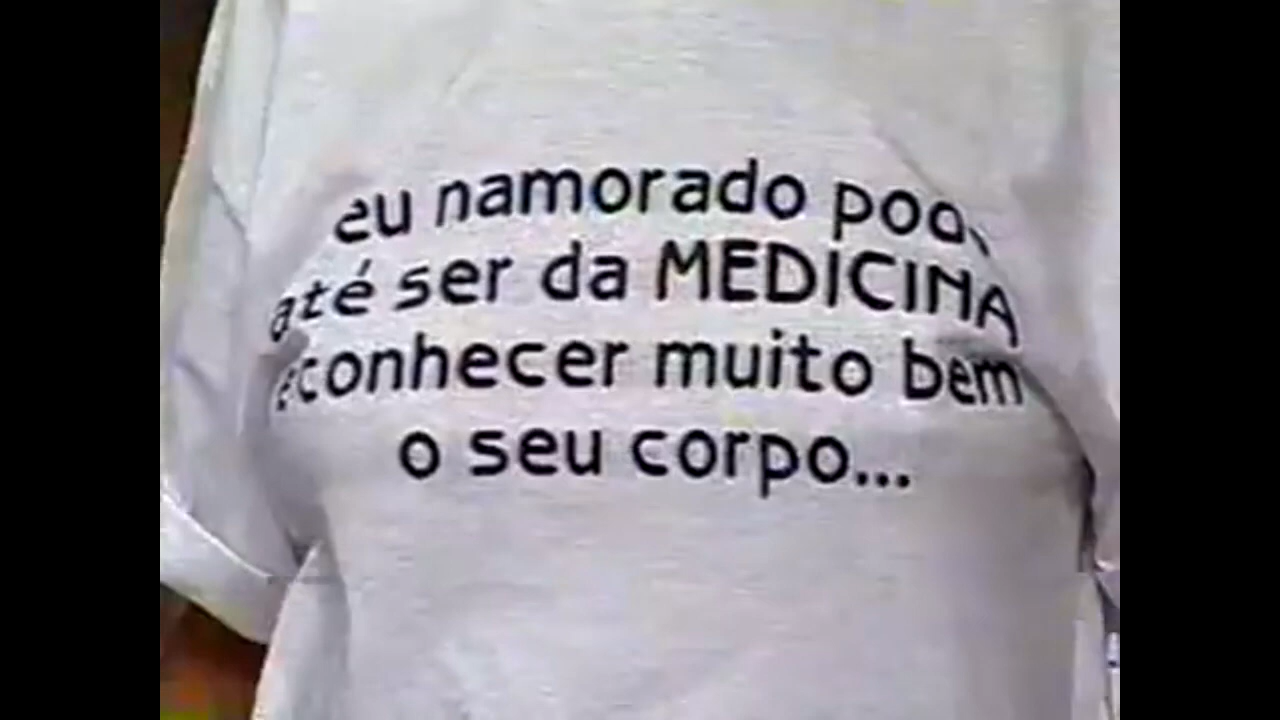 eu namorado pod
até ser da MEDICINA
e conhecer muito bem
o seu corpo...